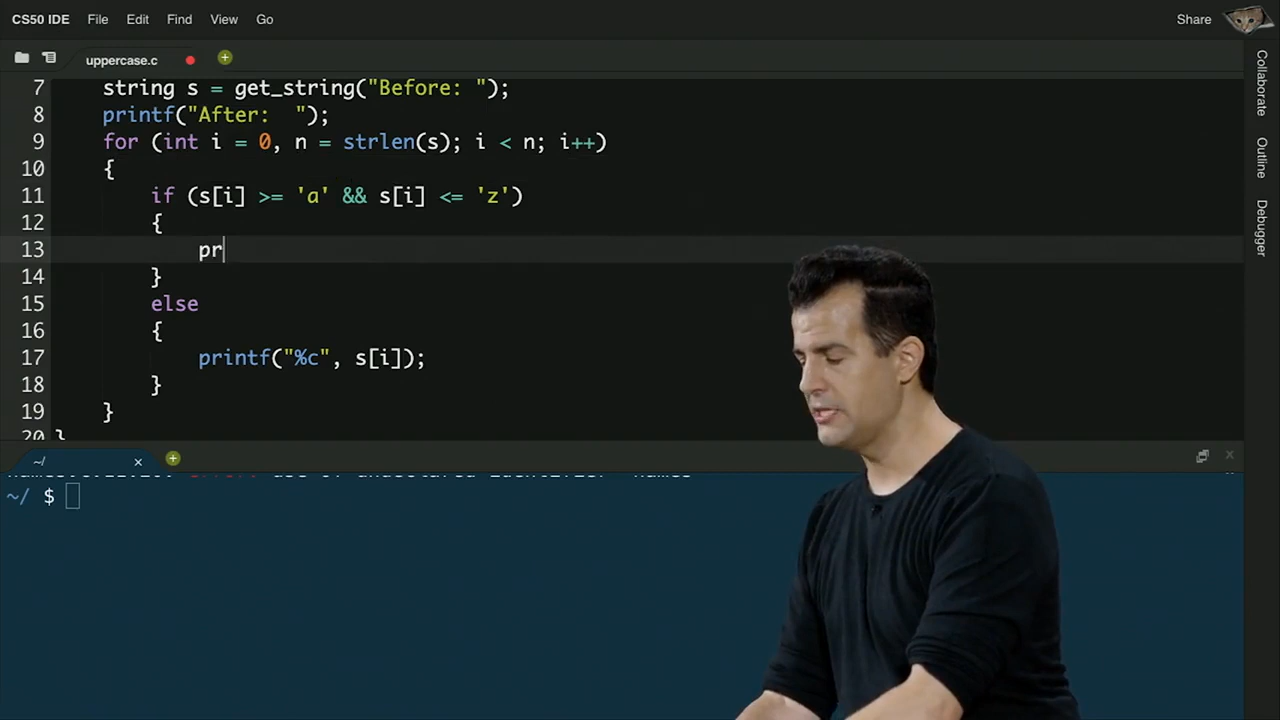 CS50 IDE File Edit Find View Go Share
uppercase.c
7 string s = get_string("Before: ");
8 printf("After:  ");
9 for (int i = 0, n = strlen(s); i < n; i++)
10 {
11 if (s[i] >= 'a' && s[i] <= 'z')
12 {
13 pr
14 }
15 else
16 {
17 printf("%c", s[i]);
18 }
19 }
20 }
~/
~/ $
Collaborate
Outline
Debugger